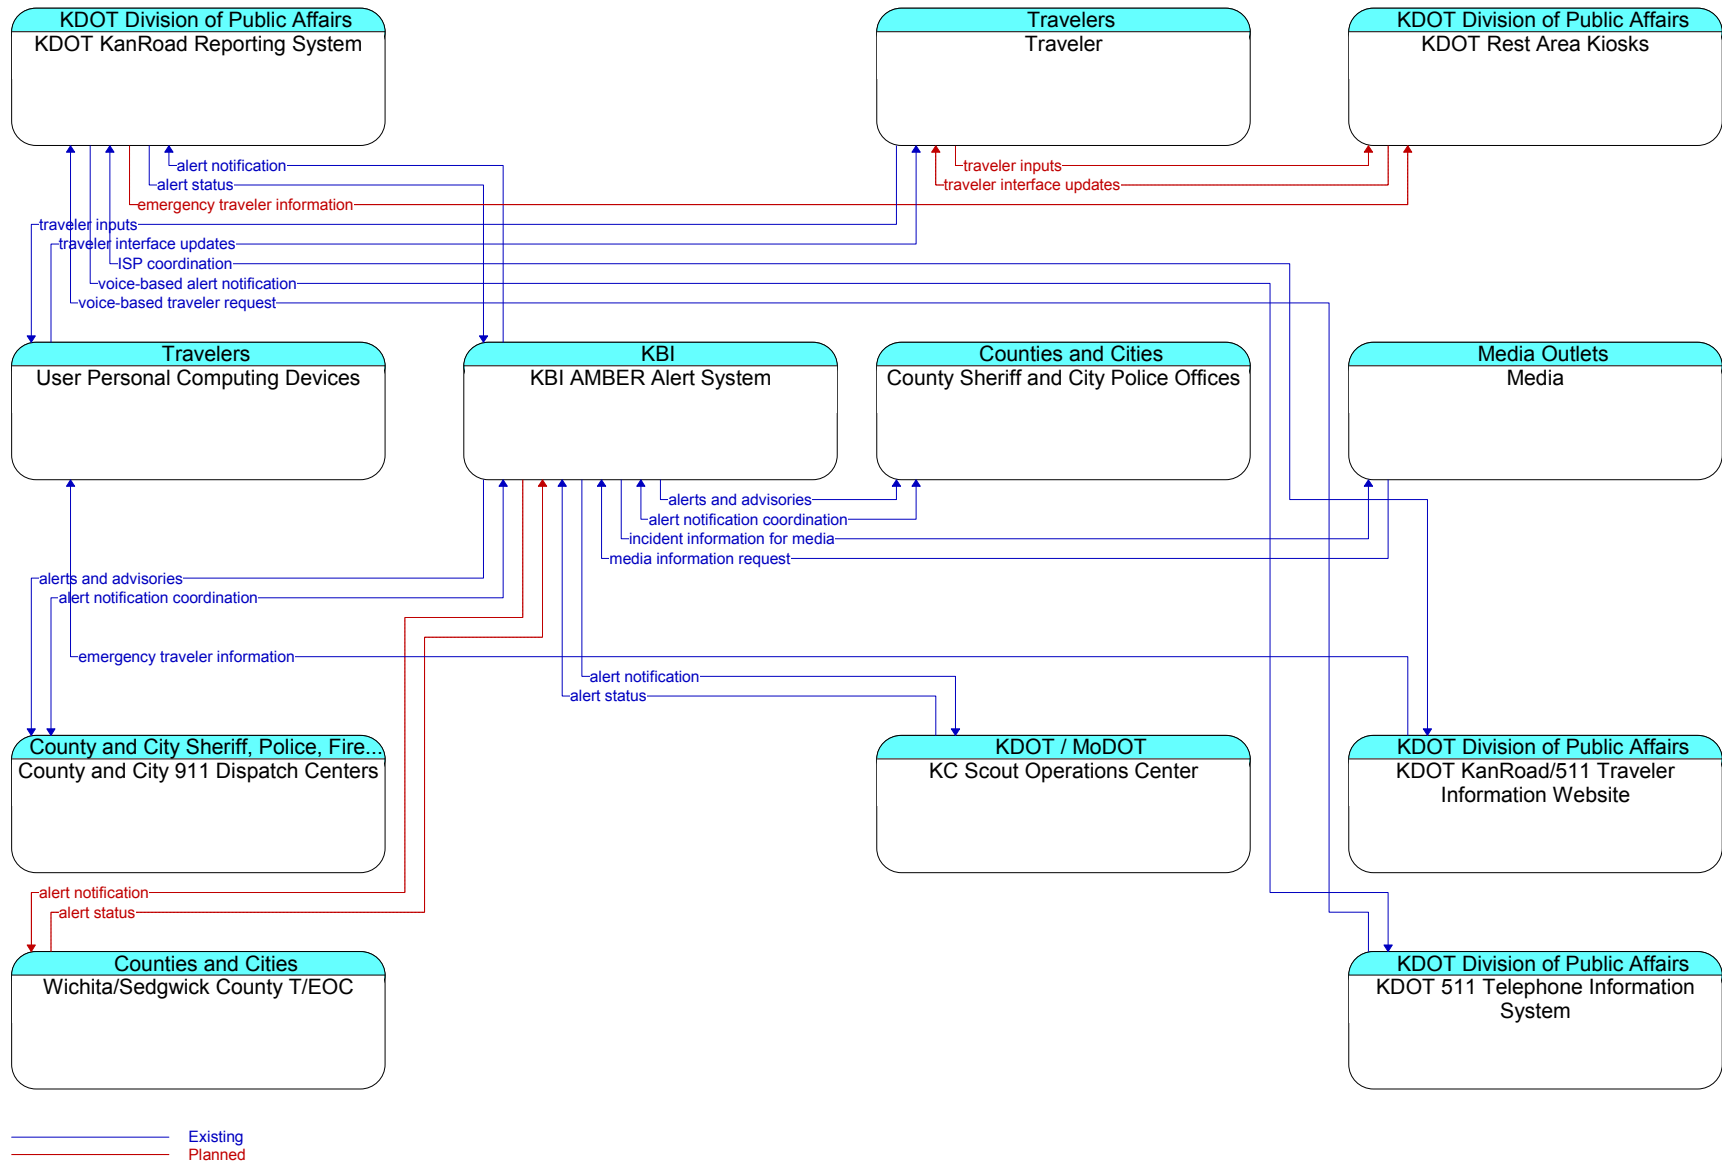 KDOT Division of Public Affairs
KDOT KanRoad Reporting System
Travelers
Traveler
KDOT Division of Public Affairs
KDOT Rest Area Kiosks
alert notification
traveler inputs
alert status
traveler interface updates
emergency traveler information
traveler inputs
traveler interface updates
ISP coordination
voice-based alert notification
voice-based traveler request
Travelers
User Personal Computing Devices
KBI
KBI AMBER Alert System
Counties and Cities
County Sheriff and City Police Offices
Media Outlets
Media
alerts and advisories
alert notification coordination
incident information for media
media information request
alerts and advisories
alert notification coordination
emergency traveler information
alert notification
alert status
County and City Sheriff, Police, Fire...
County and City 911 Dispatch Centers
KDOT / MoDOT
KC Scout Operations Center
KDOT Division of Public Affairs
KDOT KanRoad/511 Traveler
Information Website
alert notification
alert status
Counties and Cities
Wichita/Sedgwick County T/EOC
KDOT Division of Public Affairs
KDOT 511 Telephone Information
System
Existing
Planned